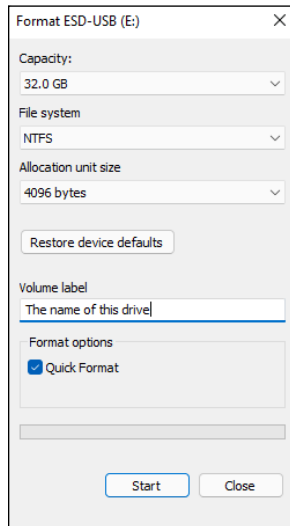 Format ESD-USB (E:)
Capacity:
32.0 GB
File system
NTFS
Allocation unit size
4096 bytes
Restore device defaults
Volume label
The name of this drive
Format options
Quick Format
Start Close